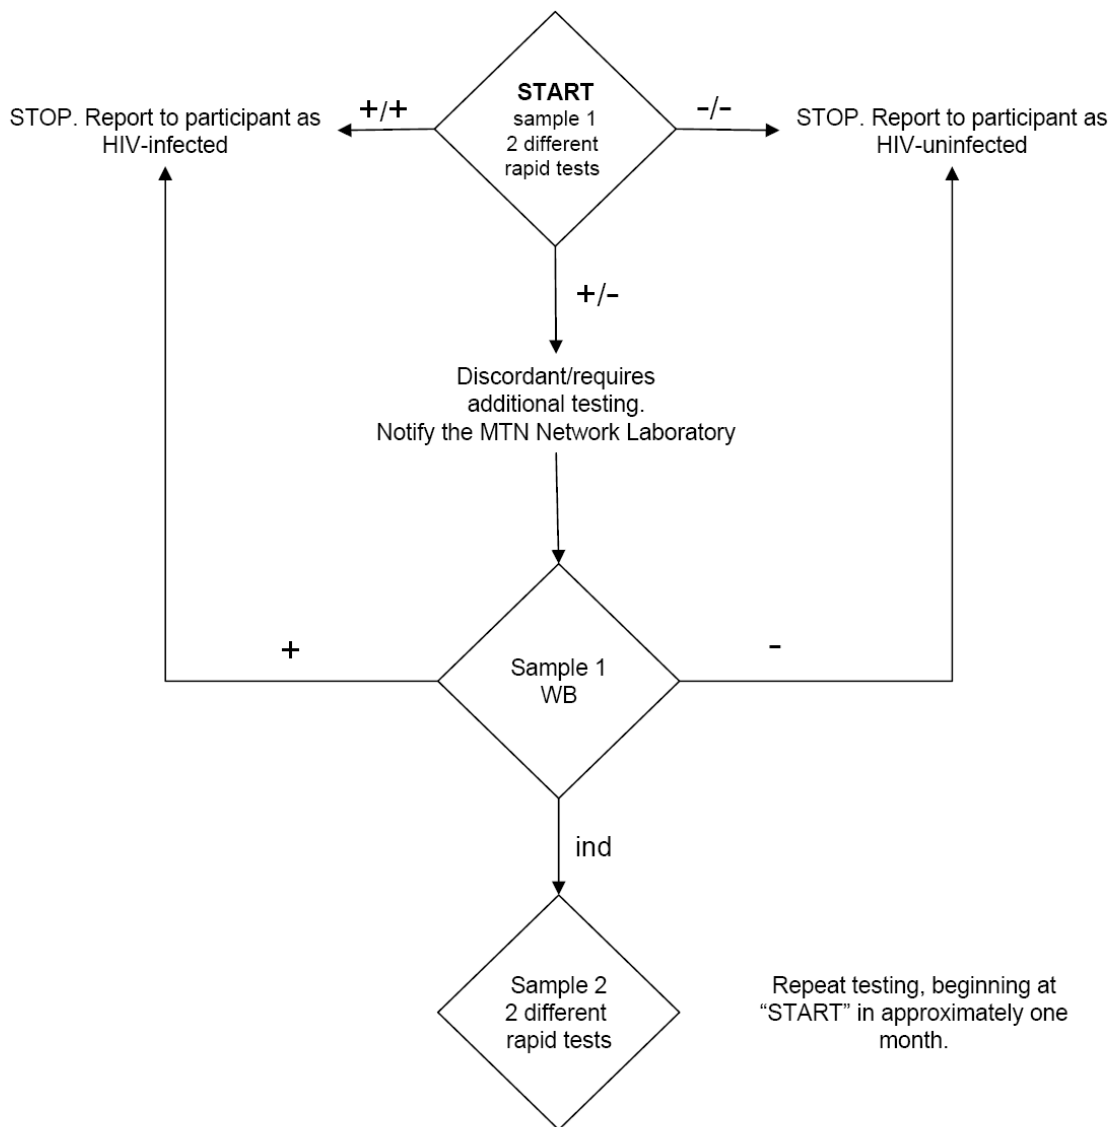 START
sample 1
2 different
rapid tests
+/+
-/-
STOP. Report to participant as
HIV-infected
STOP. Report to participant as
HIV-uninfected
+/-
Discordant/requires
additional testing.
Notify the MTN Network Laboratory
+
-
Sample 1
WB
ind
Sample 2
2 different
rapid tests
Repeat testing, beginning at
“START” in approximately one
month.